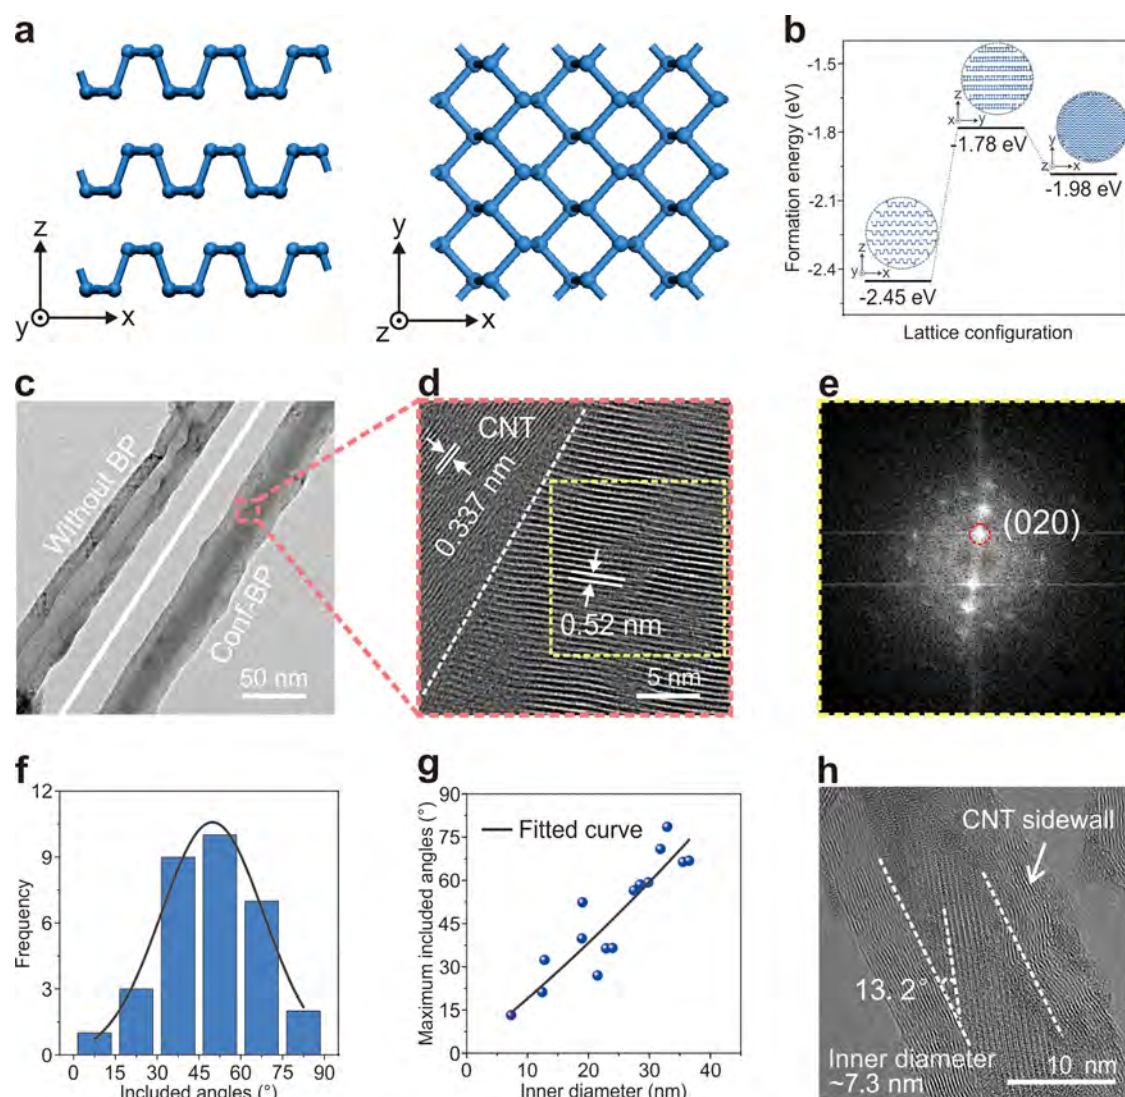 a
z
y
x
y
z
x
b
Formation energy (eV)
-1.5
-1.8
-2.1
-2.4
z
x
y
-1.78 eV
y
z
x
-1.98 eV
z
y
x
-2.45 eV
Lattice configuration
c
Without BP
Conf-BP
50 nm
d
CNT
0.337 nm
0.52 nm
5 nm
e
(020)
f
Frequency
12
9
6
3
0
0
15
30
45
60
75
90
Included angles (°)
g
Maximum included angles (°)
90
75
60
45
30
15
0
Fitted curve
0
10
20
30
40
Inner diameter (nm)
h
CNT sidewall
13. 2°
Inner diameter
~7.3 nm
10 nm